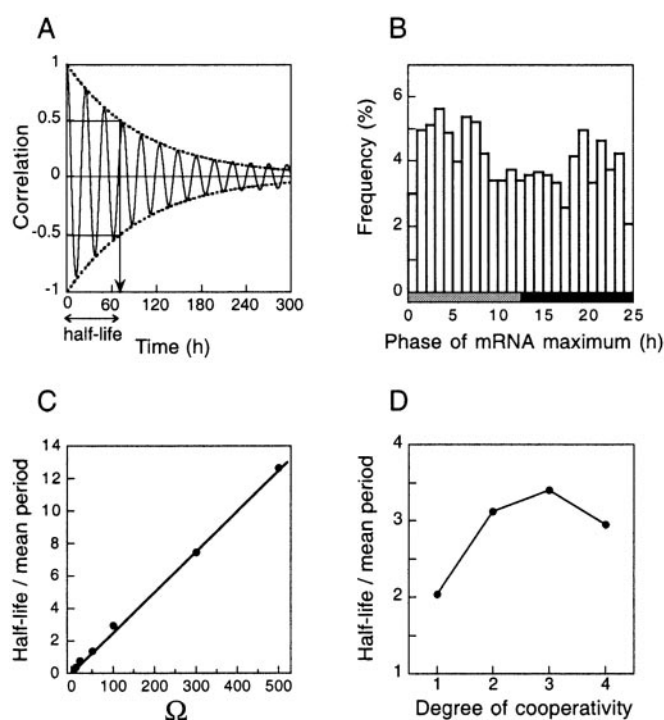 A
1
0.5
0
-0.5
-1
Correlation
0 60 120 180 240 300
half-life
Time (h)
B
6
4
2
0
Frequency (%)
0 5 10 15 20 25
Phase of mRNA maximum (h)
C
14
12
10
8
6
4
2
0
Half-life / mean period
0 100 200 300 400 500
Ω
D
4
3
2
1
Half-life / mean period
1 2 3 4
Degree of cooperativity